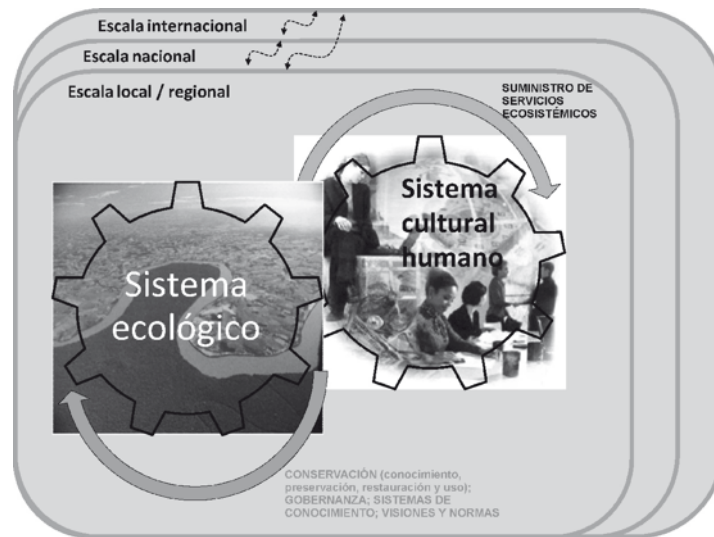 Escala internacional
Escala nacional
Escala local / regional
SUMINISTRO DE
SERVICIOS
ECOSISTÉMICOS
Sistema
cultural
humano
Sistema
ecológico
CONSERVACIÓN (conocimiento,
preservación, restauración y uso);
GOBERNANZA; SISTEMAS DE
CONOCIMIENTO; VISIONES Y NORMAS